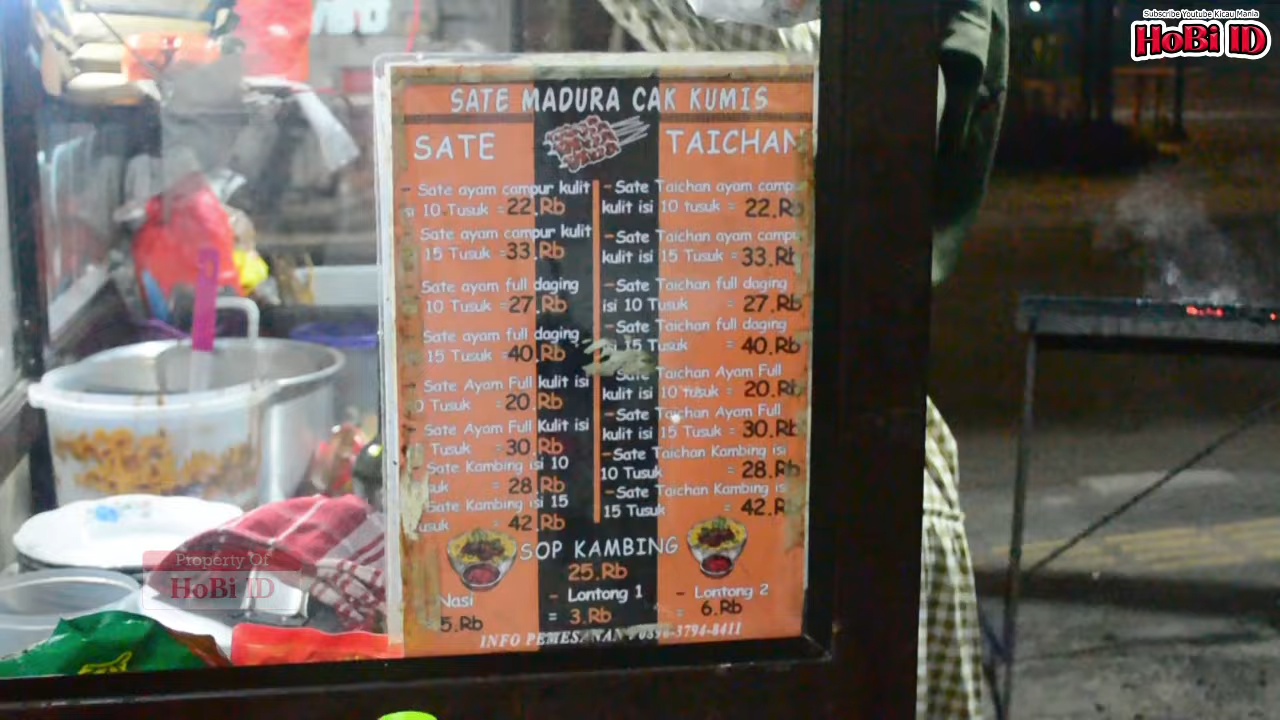 Subscribe Youtube Kicau Mania
HoBi ID
SATE MADURA CAK KUMIS
SATE
- Sate ayam campur kulit
si 10 Tusuk = 22.Rb
Sate ayam campur kulit
15 Tusuk = 33.Rb
Sate ayam full daging
10 Tusuk = 27.Rb
Sate ayam full daging
15 Tusuk = 40.Rb
Sate Ayam Full kulit isi
0 Tusuk = 20.Rb
Sate Ayam Full Kulit isi
Tusuk = 30.Rb
Sate Kambing isi 10
suk = 28.Rb
Sate Kambing isi 15
usuk = 42.Rb
TAICHAN
- Sate Taichan ayam camp
kulit isi 10 tusuk = 22.Rb
- Sate Taichan ayam camp
kulit isi 15 Tusuk = 33.Rb
- Sate Taichan full daging
isi 10 Tusuk = 27.Rb
- Sate Taichan full daging
15 Tusuk = 40.Rb
Sate Taichan Ayam Full
kulit isi 10 tusuk = 20.Rb
- Sate Taichan Ayam Full
kulit isi 15 Tusuk = 30.Rb
- Sate Taichan Kambing isi
10 Tusuk = 28.Rb
- Sate Taichan Kambing is
15 Tusuk = 42.R
SOP KAMBING
25.Rb
Nasi
5.Rb
- Lontong 1
= 3.Rb
- Lontong 2
= 6.Rb
INFO PEMESANAN
Property Of
HoBi ID